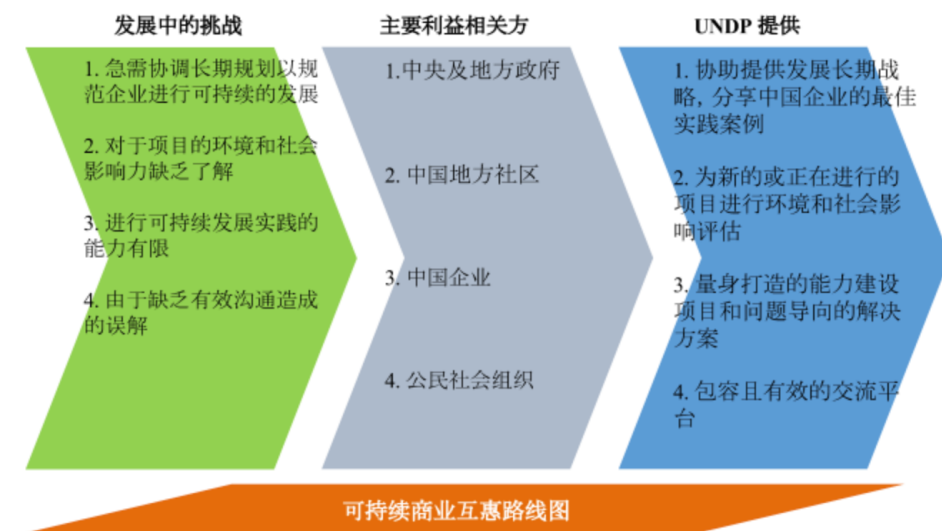 发展中的挑战
1. 急需协调长期规划以规
范企业进行可持续的发展
2. 对于项目的环境和社会
影响力缺乏了解
3. 进行可持续发展实践的
能力有限
4. 由于缺乏有效沟通造成
的误解
主要利益相关方
1.中央及地方政府
2. 中国地方社区
3. 中国企业
4. 公民社会组织
UNDP 提供
1. 协助提供发展长期战
略, 分享中国企业的最佳
实践案例
2. 为新的或正在进行的
项目进行环境和社会影
响评估
3. 量身打造的能力建设
项目和问题导向的解决
方案
4. 包容且有效的交流平
台
可持续商业互惠路线图